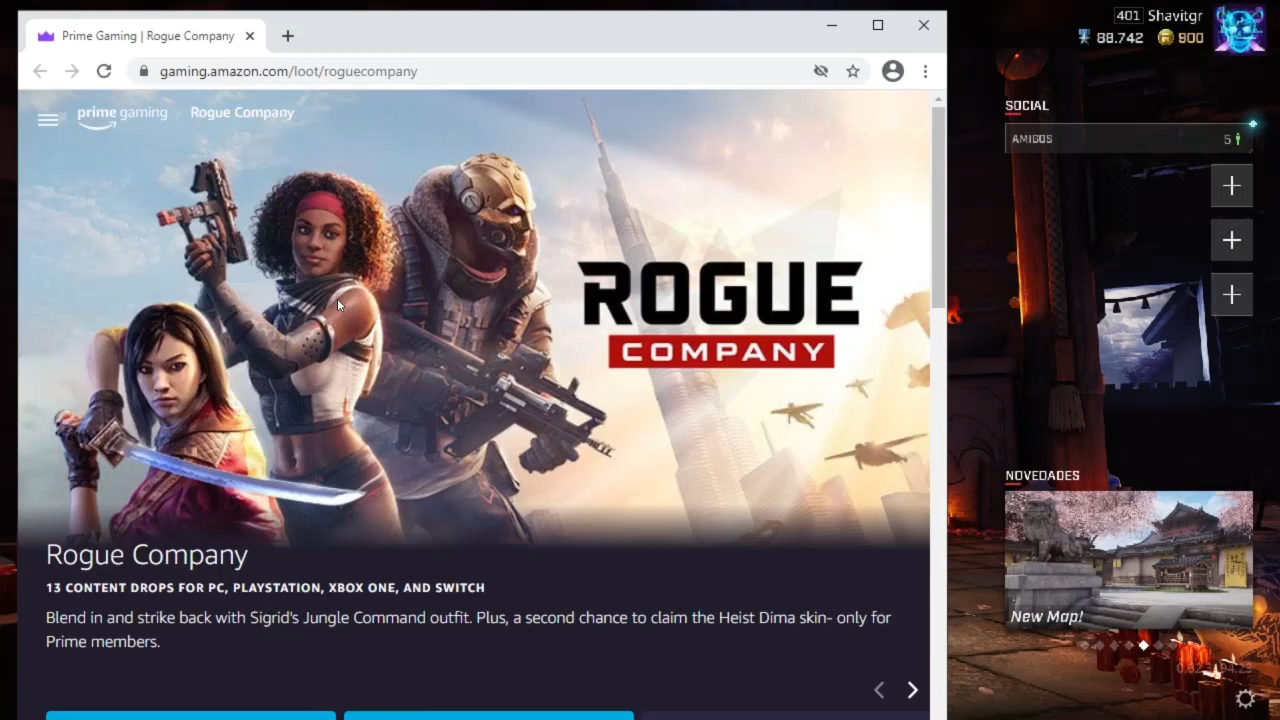 Prime Gaming | Rogue Company
gaming.amazon.com/loot/roguecompany
prime gaming
Rogue Company
ROGUE
COMPANY
Rogue Company
13 CONTENT DROPS FOR PC, PLAYSTATION, XBOX ONE, AND SWITCH
Blend in and strike back with Sigrid's Jungle Command outfit. Plus, a second chance to claim the Heist Dima skin- only for
Prime members.
401 Shavitgr
88.742 900
SOCIAL
AMIGOS 5
NOVEDADES
New Map!